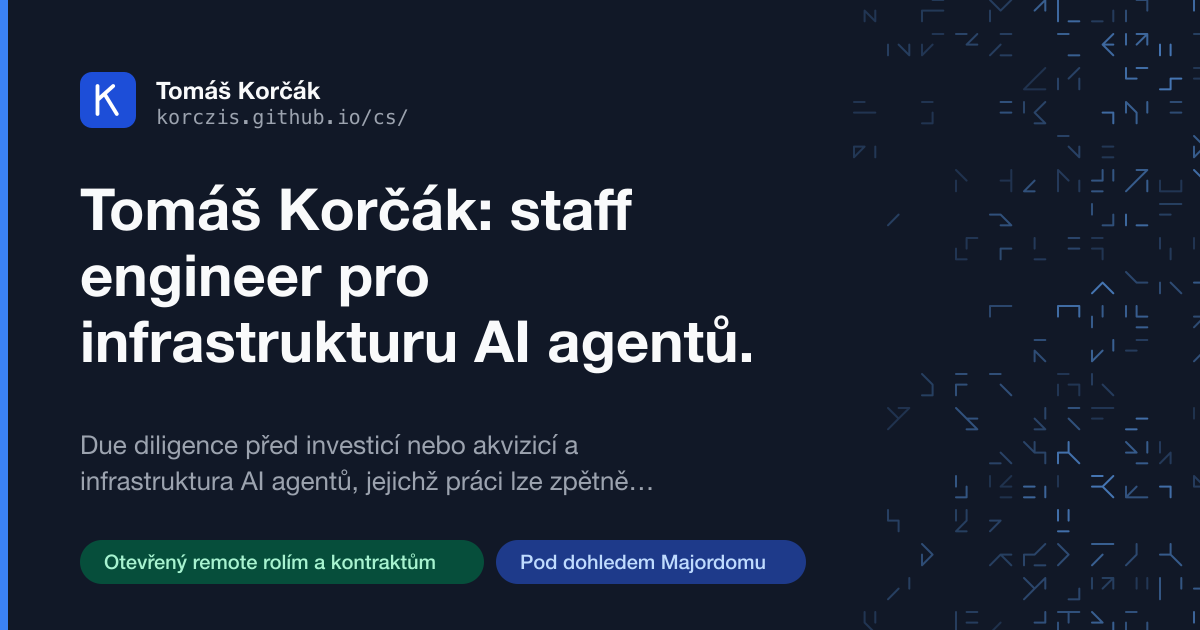 K
Tomáš Korčák
korczis.github.io/cs/
Tomáš Korčák: staff
engineer pro
infrastrukturu AI agentů.
Due diligence před investicí nebo akvizicí a
infrastruktura AI agentů, jejichž práci lze zpětně…
Otevřený remote rolím a kontraktům
Pod dohledem Majordomu